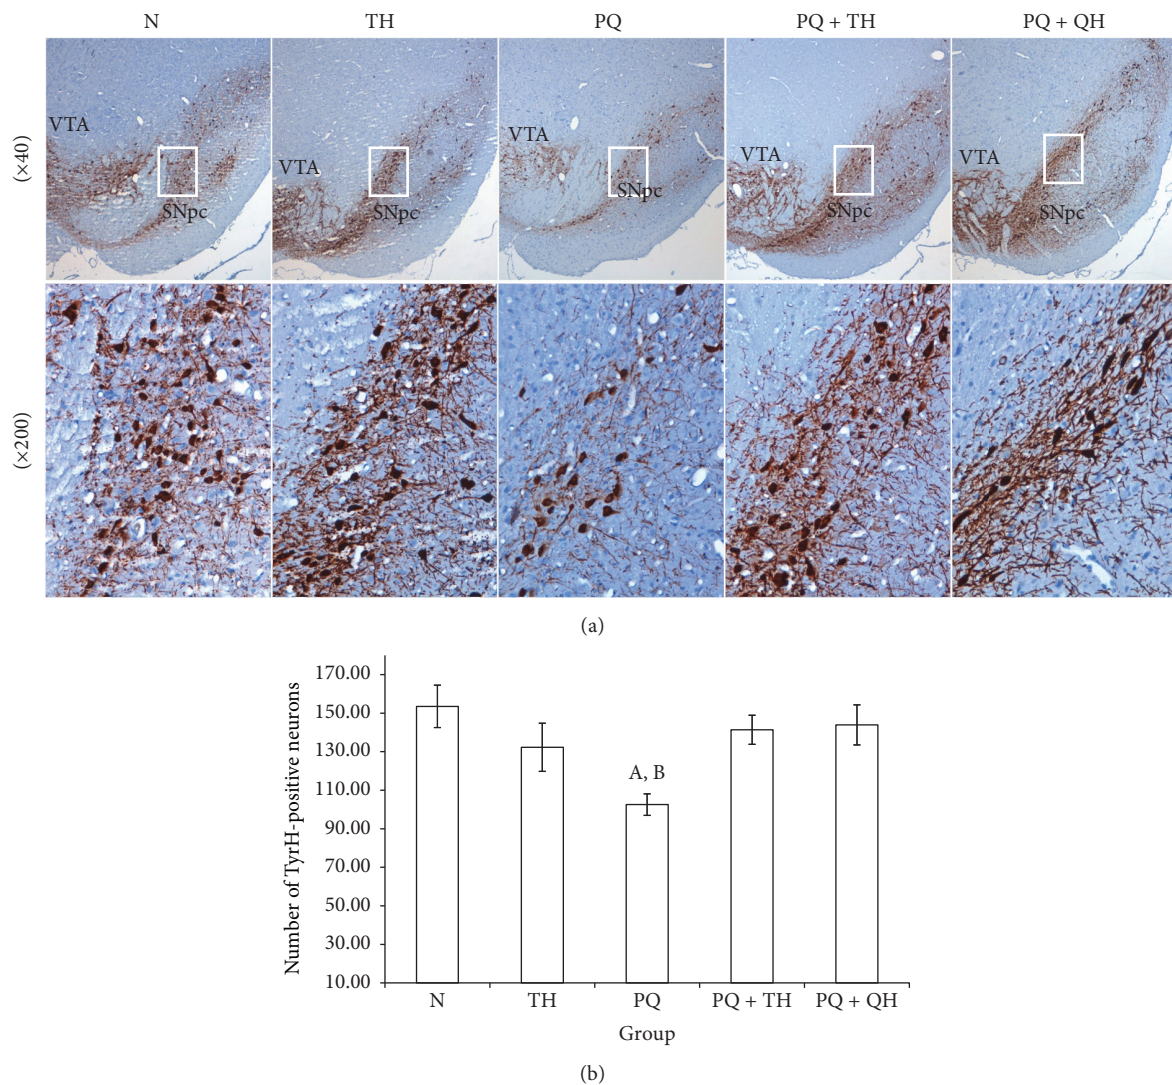 N TH PQ PQ + TH PQ + QH
(×40)
VTA SNpc
VTA SNpc
VTA SNpc
VTA SNpc
VTA SNpc
(×200)
(a)
Number of TyrH-positive neurons
170.00
150.00
130.00
110.00
90.00
70.00
50.00
30.00
10.00
A, B
N TH PQ PQ + TH PQ + QH
Group
(b)